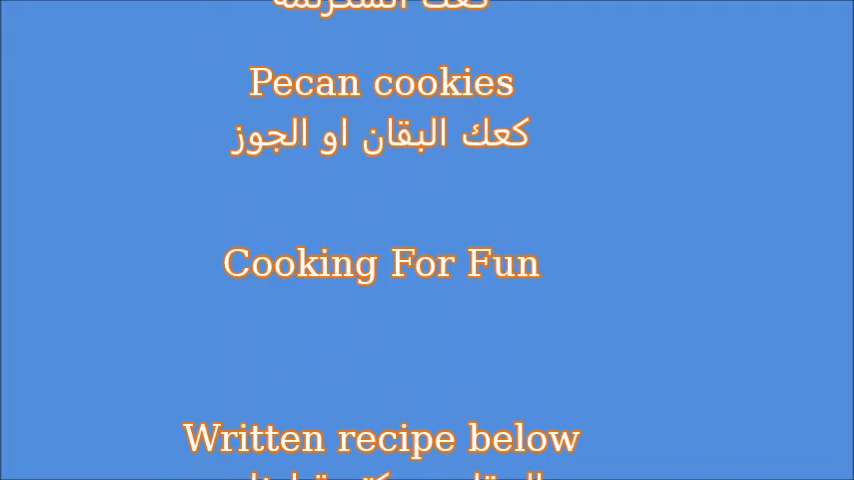 Pecan cookies
كعك البقان او الجوز
Cooking For Fun
Written recipe below